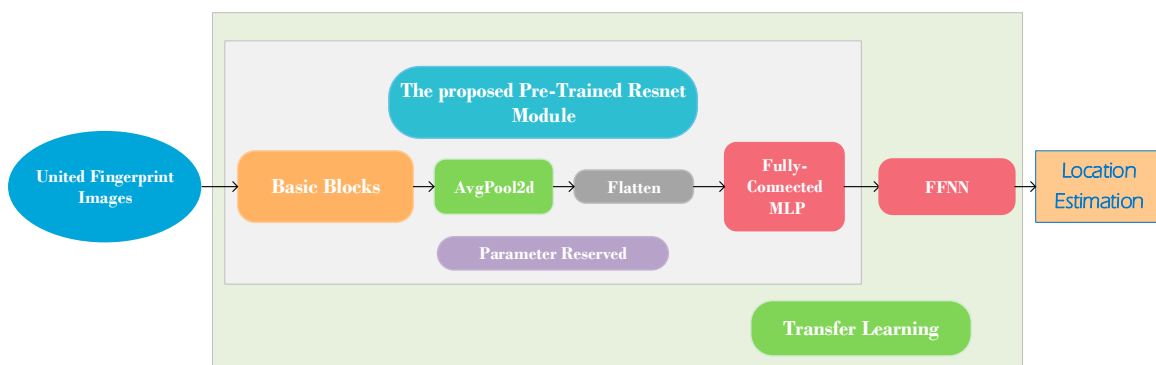 The proposed Pre-Trained Resnet
Module
United Fingerprint
Images
Basic Blocks
AvgPool2d
Flatten
Fully-
Connected
MLP
FFNN
Location
Estimation
Parameter Reserved
Transfer Learning